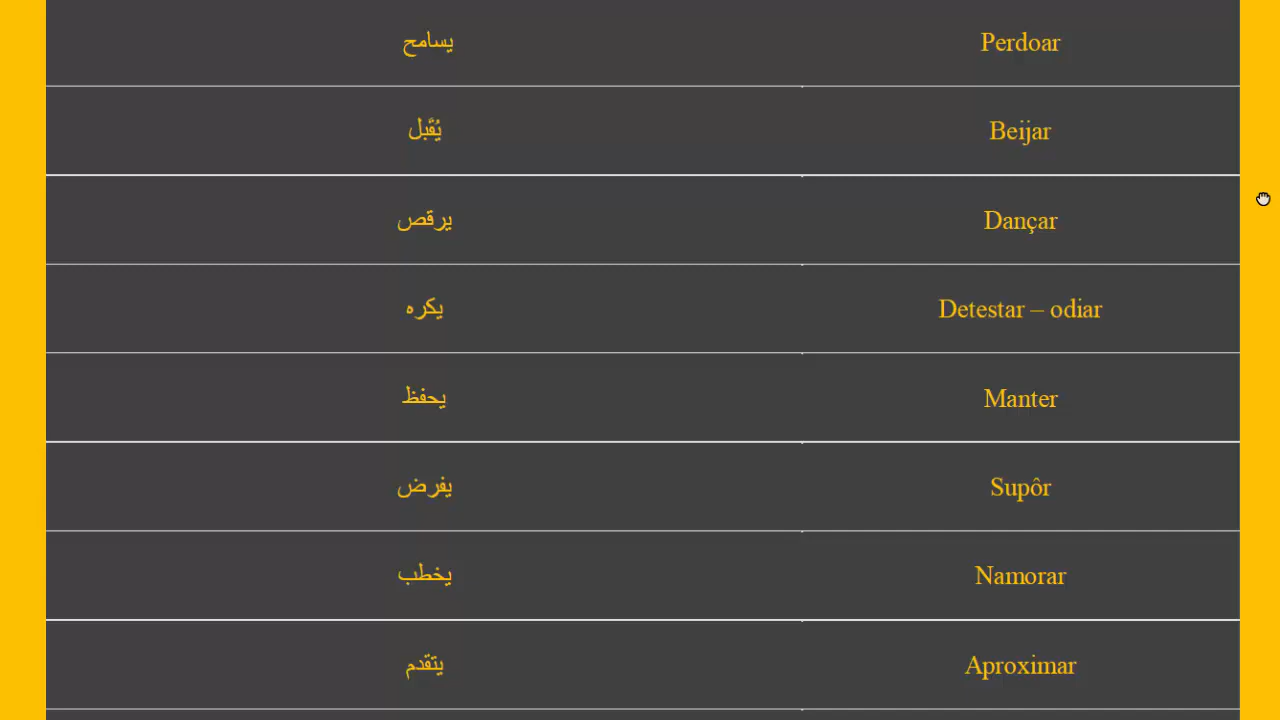 يسامح Perdoar
يُقَبل Beijar
يرقص Dançar
يكره Detestar – odiar
يحفظ Manter
يفرض Supôr
يخطب Namorar
يتقدم Aproximar